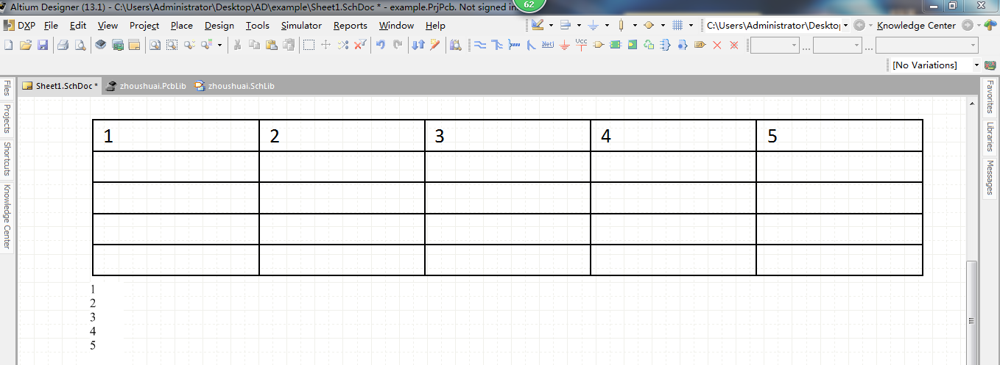 Altium Designer (13.1) - C:\Users\Administrator\Desktop\AD\example\Sheet1.SchDoc * - example.PrjPcb. Not signed in
62
DXP File Edit View Project Place Design Tools Simulator Reports Window Help C:\Users\Administrator\Deskto Knowledge Center
Net Vcc D1
[No Variations]
Sheet1.SchDoc * zhoushuai.PcbLib zhoushuai.SchLib
Files
Projects
Shortcuts
Knowledge Center
Favorites
Libraries
Messages
1 2 3 4 5
1
2
3
4
5